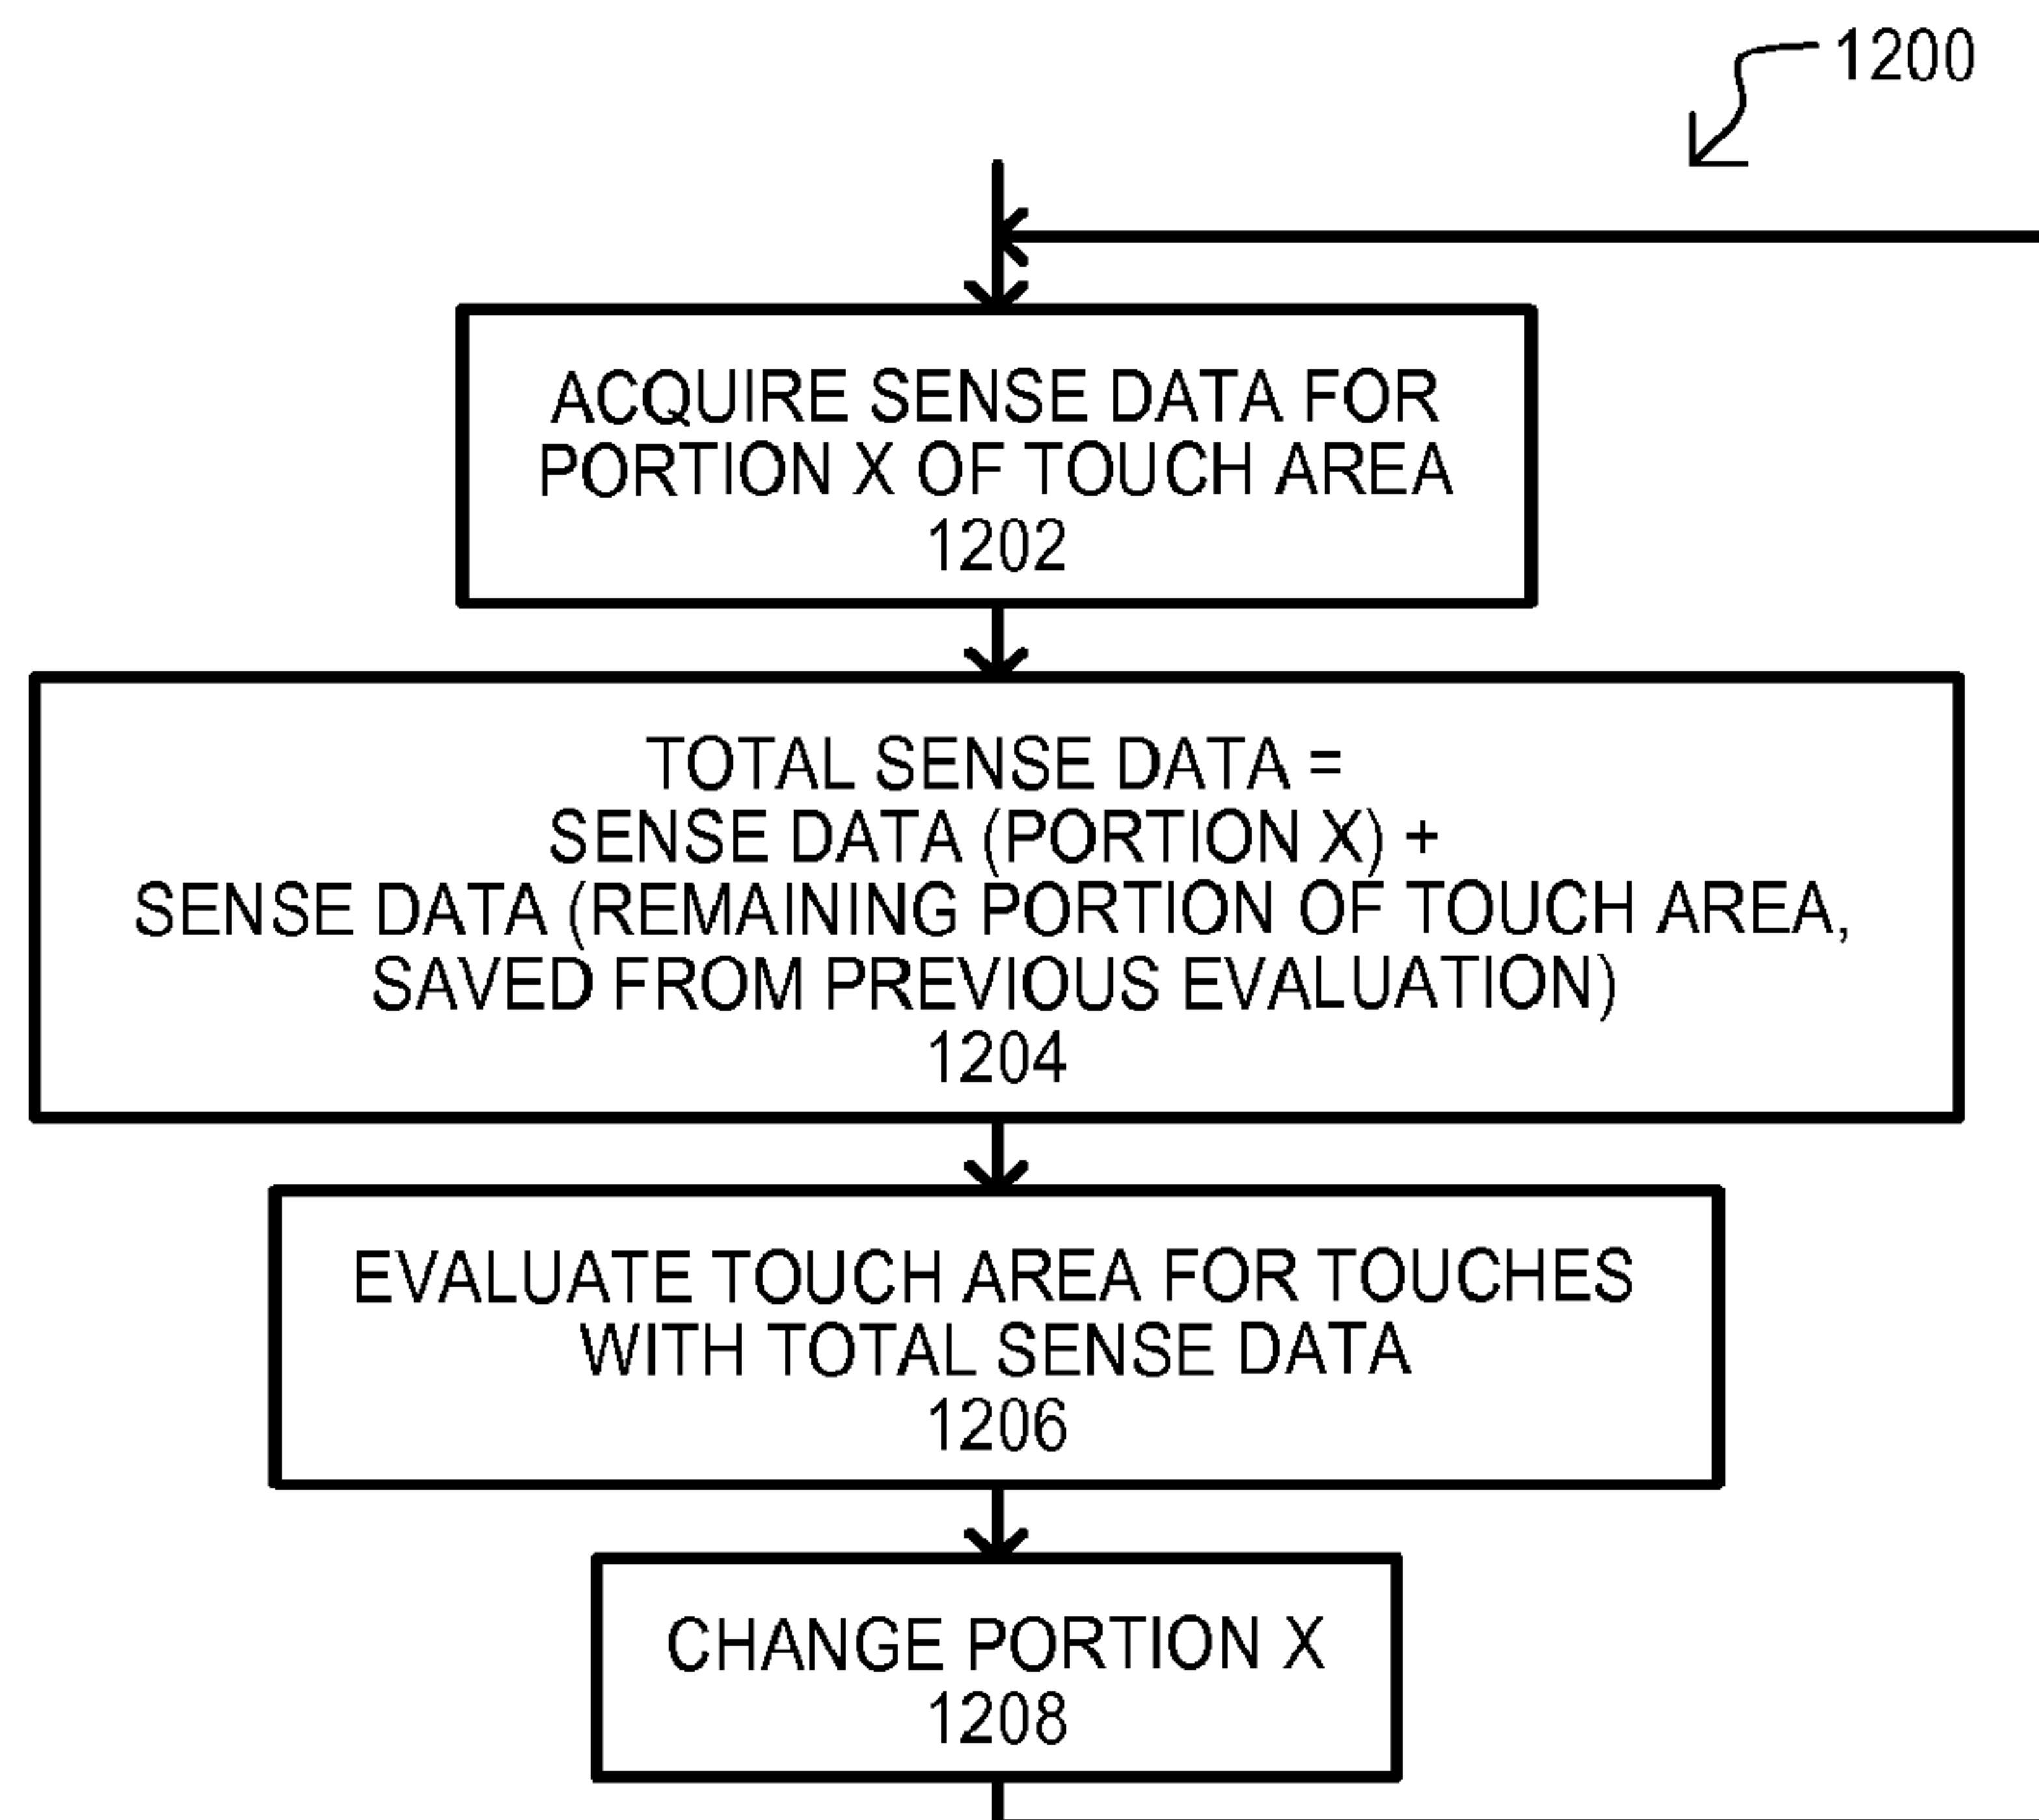 1200
ACQUIRE SENSE DATA FOR
PORTION X OF TOUCH AREA
1202
TOTAL SENSE DATA =
SENSE DATA (PORTION X) +
SENSE DATA (REMAINING PORTION OF TOUCH AREA,
SAVED FROM PREVIOUS EVALUATION)
1204
EVALUATE TOUCH AREA FOR TOUCHES
WITH TOTAL SENSE DATA
1206
CHANGE PORTION X
1208